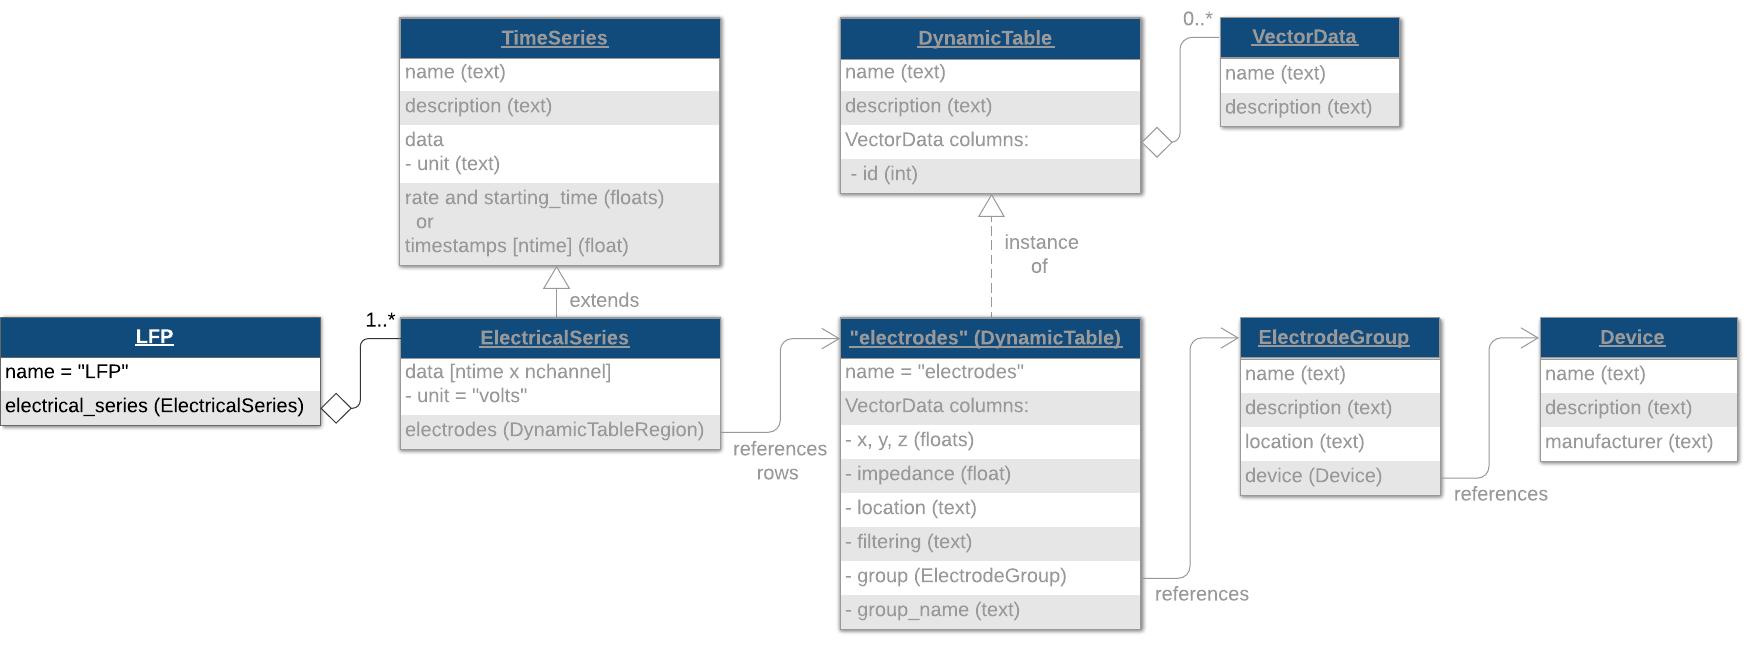 TimeSeries
name (text)
description (text)
data
- unit (text)
rate and starting_time (floats)
or
timestamps [ntime] (float)
extends
DynamicTable
name (text)
description (text)
VectorData columns:
- id (int)
0..*
VectorData
name (text)
description (text)
instance
of
LFP
name = "LFP"
electrical_series (ElectricalSeries)
1..*
ElectricalSeries
data [ntime x nchannel]
- unit = "volts"
electrodes (DynamicTableRegion)
references
rows
"electrodes" (DynamicTable)
name = "electrodes"
VectorData columns:
- x, y, z (floats)
- impedance (float)
- location (text)
- filtering (text)
- group (ElectrodeGroup)
- group_name (text)
references
ElectrodeGroup
name (text)
description (text)
location (text)
device (Device)
references
Device
name (text)
description (text)
manufacturer (text)